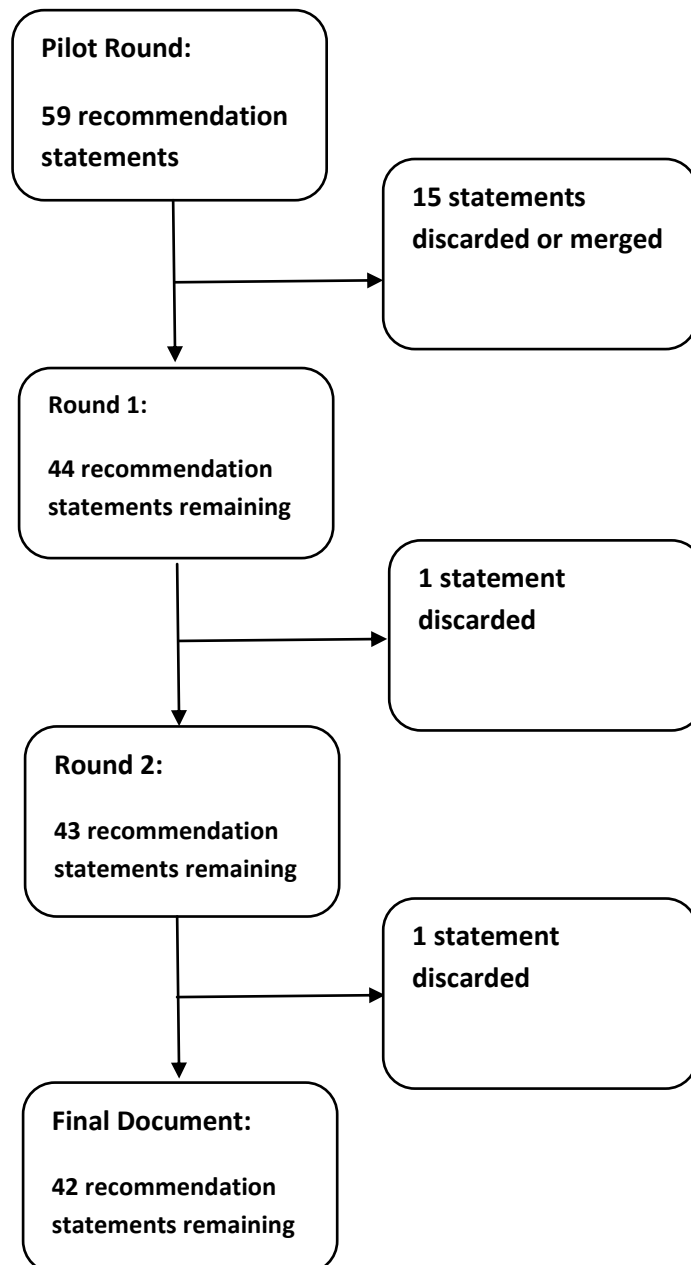 Pilot Round:
59 recommendation
statements
15 statements
discarded or merged
Round 1:
44 recommendation
statements remaining
1 statement
discarded
Round 2:
43 recommendation
statements remaining
1 statement
discarded
Final Document:
42 recommendation
statements remaining